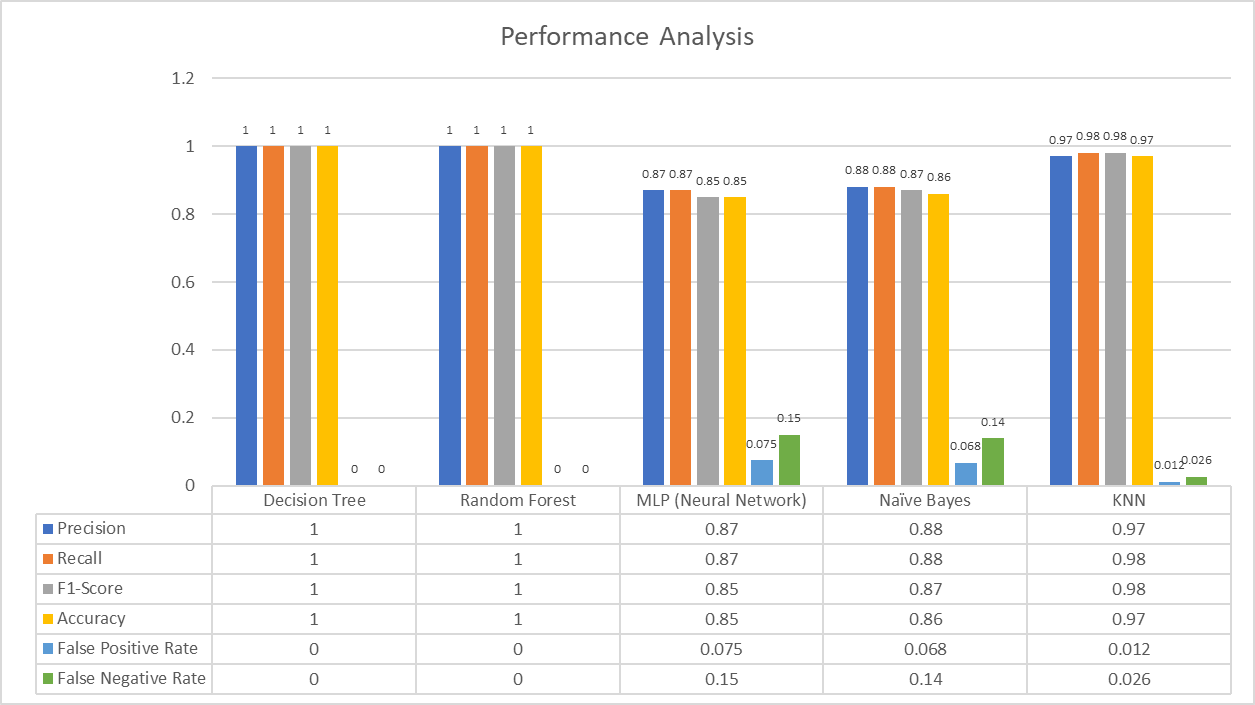 Performance Analysis
1.2
1
0.8
0.6
0.4
0.2
0
1 1 1 1 0 0
1 1 1 1 0 0
0.87 0.87 0.85 0.85 0.075 0.15
0.88 0.88 0.87 0.86 0.068 0.14
0.97 0.98 0.98 0.97 0.012 0.026
Decision Tree Random Forest MLP (Neural Network) Naïve Bayes KNN
Precision 1 1 0.87 0.88 0.97
Recall 1 1 0.87 0.88 0.98
F1-Score 1 1 0.85 0.87 0.98
Accuracy 1 1 0.85 0.86 0.97
False Positive Rate 0 0 0.075 0.068 0.012
False Negative Rate 0 0 0.15 0.14 0.026